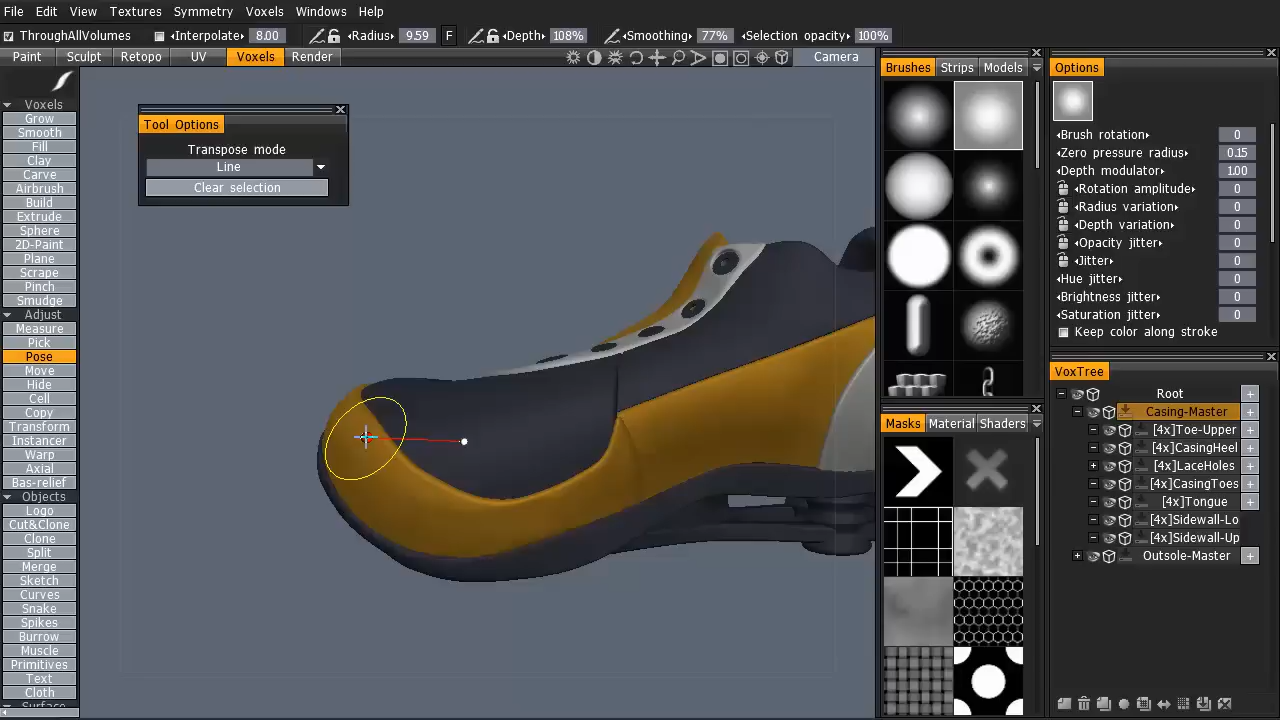 File Edit View Textures Symmetry Voxels Windows Help
ThroughAllVolumes Interpolate 8.00 Radius 9.59 F Depth 108% Smoothing 77% Selection opacity 100%
Paint Sculpt Retopo UV Voxels Render Camera
Voxels
Grow
Smooth
Fill
Clay
Carve
Airbrush
Build
Extrude
Sphere
2D-Paint
Plane
Scrape
Pinch
Smudge
Adjust
Measure
Pick
Pose
Move
Hide
Cell
Copy
Transform
Instancer
Warp
Axial
Bas-relief
Objects
Logo
Cut&Clone
Clone
Split
Merge
Sketch
Curves
Snake
Spikes
Burrow
Muscle
Primitives
Text
Cloth
Tool Options
Transpose mode
Line
Clear selection
Brushes Strips Models
Masks Material Shaders
Options
Brush rotation 0
Zero pressure radius 0.15
Depth modulator 1.00
Rotation amplitude 0
Radius variation 0
Depth variation 0
Opacity jitter 0
Jitter 0
Hue jitter 0
Brightness jitter 0
Saturation jitter 0
Keep color along stroke
VoxTree
Root +
Casing-Master +
[4x]Toe-Upper +
[4x]CasingHeel +
[4x]LaceHoles +
[4x]CasingToes +
[4x]Tongue +
[4x]Sidewall-Lo
[4x]Sidewall-Up
Outsole-Master +